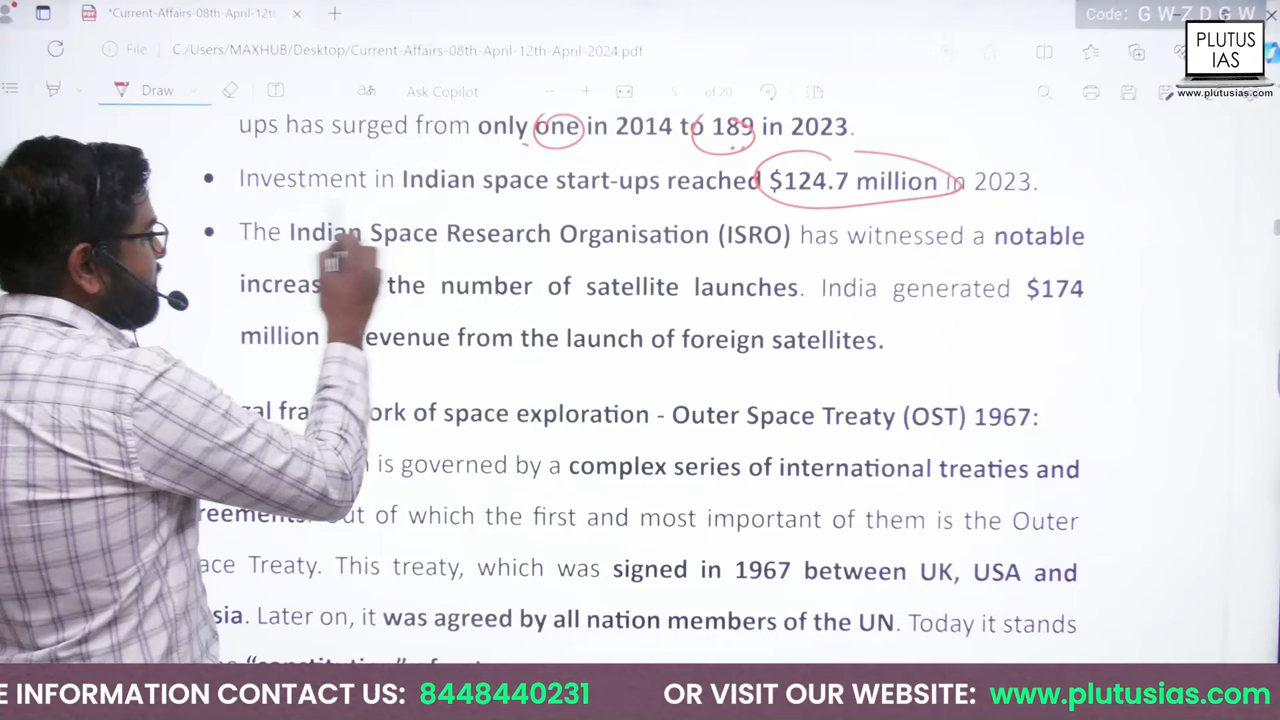 *Current-Affairs-08th-April-12tl
Code: G W Z D G W
File C:/Users/MAXHUB/Desktop/Current-Affairs-08th-April-12th-April-2024 pdf
PLUTUS
IAS
www.plutusias.com
Draw Ask Copilot 5 of 20
ups has surged from only one in 2014 to 189 in 2023.
• Investment in Indian space start-ups reached $124.7 million in 2023.
• The Indian Space Research Organisation (ISRO) has witnessed a notable
increas the number of satellite launches. India generated $174
million evenue from the launch of foreign satellites.
gal fra ork of space exploration - Outer Space Treaty (OST) 1967:
is governed by a complex series of international treaties and
reements. out of which the first and most important of them is the Outer
ace Treaty. This treaty, which was signed in 1967 between UK, USA and
sia. Later on, it was agreed by all nation members of the UN. Today it stands
E INFORMATION CONTACT US: 8448440231 OR VISIT OUR WEBSITE: www.plutusias.com